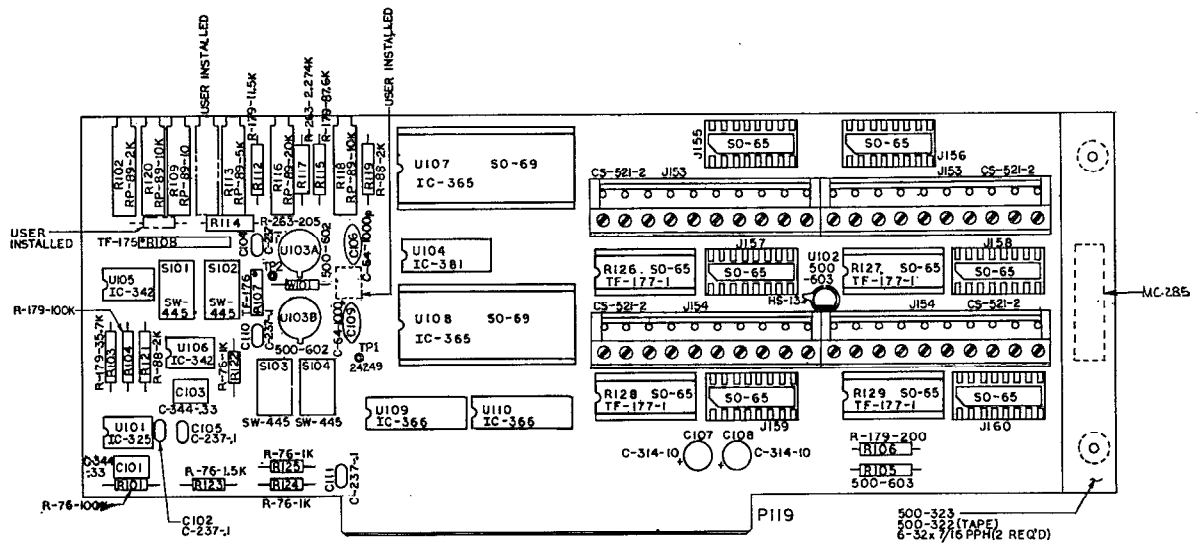 USER INSTALLED
R-179-11.5K
R-263-2.274K
R-179-87.6K
USER INSTALLED
R102
RP-89-2K
R120
RP-89-10K
R109
RP-89-10
R113
RP-89-5K
R112
R116
RP-89-20K
R117
R115
R118
RP-89-10K
R119
R-88-2K
U107 SO-69
IC-365
J155
SO-65
SO-65
J156
CS-521-2 J153
J153 CS-521-2
R114
R-263-205
USER
INSTALLED
TF-175
R108
C104
U103A
500-602
C106
C-64-1000p
TP2
W101
U104
IC-381
J157
J158
R126 SO-65
TF-177-1
SO-65
U102
500
-603
R127 SO-65
TF-177-1
SO-65
HS-13
U105
IC-342
S101
SW-
445
S102
SW-
445
TF-176
R107
USER INSTALLED
MC-285
R-179-100K
C110
C-237-.1
U103B
500-602
C109
TP1
24249
U108 SO-69
IC-365
CS-521-2 J154
J154 CS-521-2
R-179-35.7K
R103
R104
R121
R-88-2K
U106
IC-342
R-76-1K
R122
S103
S104
SW-445 SW-445
C103
C-344-.33
R128 SO-65
TF-177-1
SO-65
J159
R129 SO-65
TF-177-1
SO-65
J160
U101
IC-325
C105
C-237-.1
U109
IC-366
U110
IC-366
C107 C108
C-314-10
C-314-10
R-179-200
R106
R105
500-603
C-344
-.33
C101
R101
R-76-100K
R-76-1.5K
R123
R-76-1K
R125
R124
R-76-1K
C111
C-237-.1
C102
C-237-.1
P119
500-323
500-322 (TAPE)
6-32x 7/16 PPH(2 REQ'D)